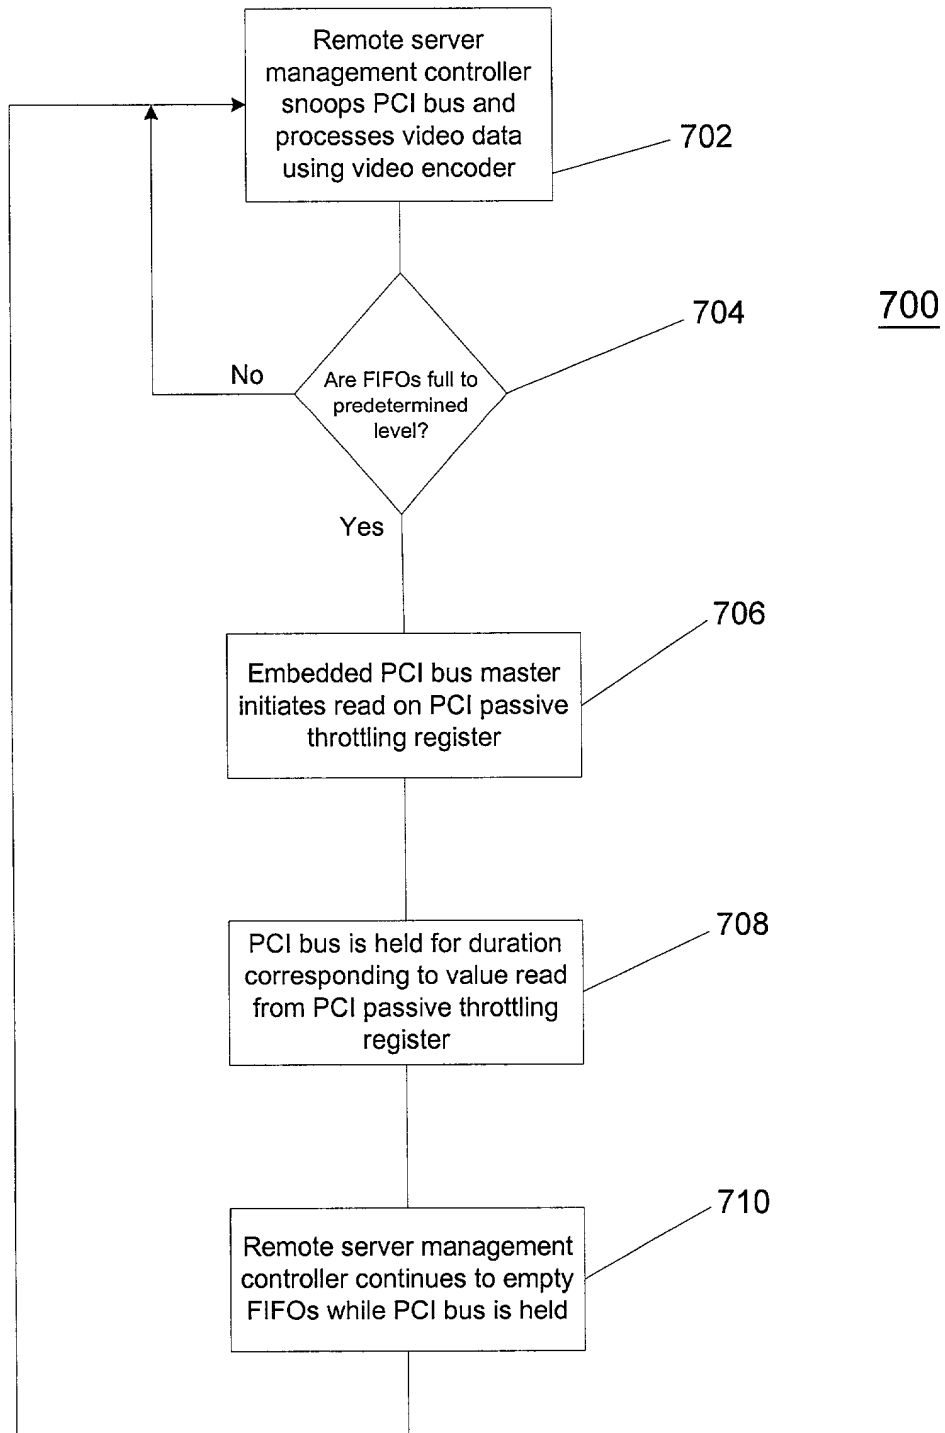 Remote server
management controller
snoops PCI bus and
processes video data
using video encoder
702
704
700
No
Are FIFOs full to
predetermined
level?
Yes
706
Embedded PCI bus master
initiates read on PCI passive
throttling register
708
PCI bus is held for duration
corresponding to value read
from PCI passive throttling
register
710
Remote server management
controller continues to empty
FIFOs while PCI bus is held